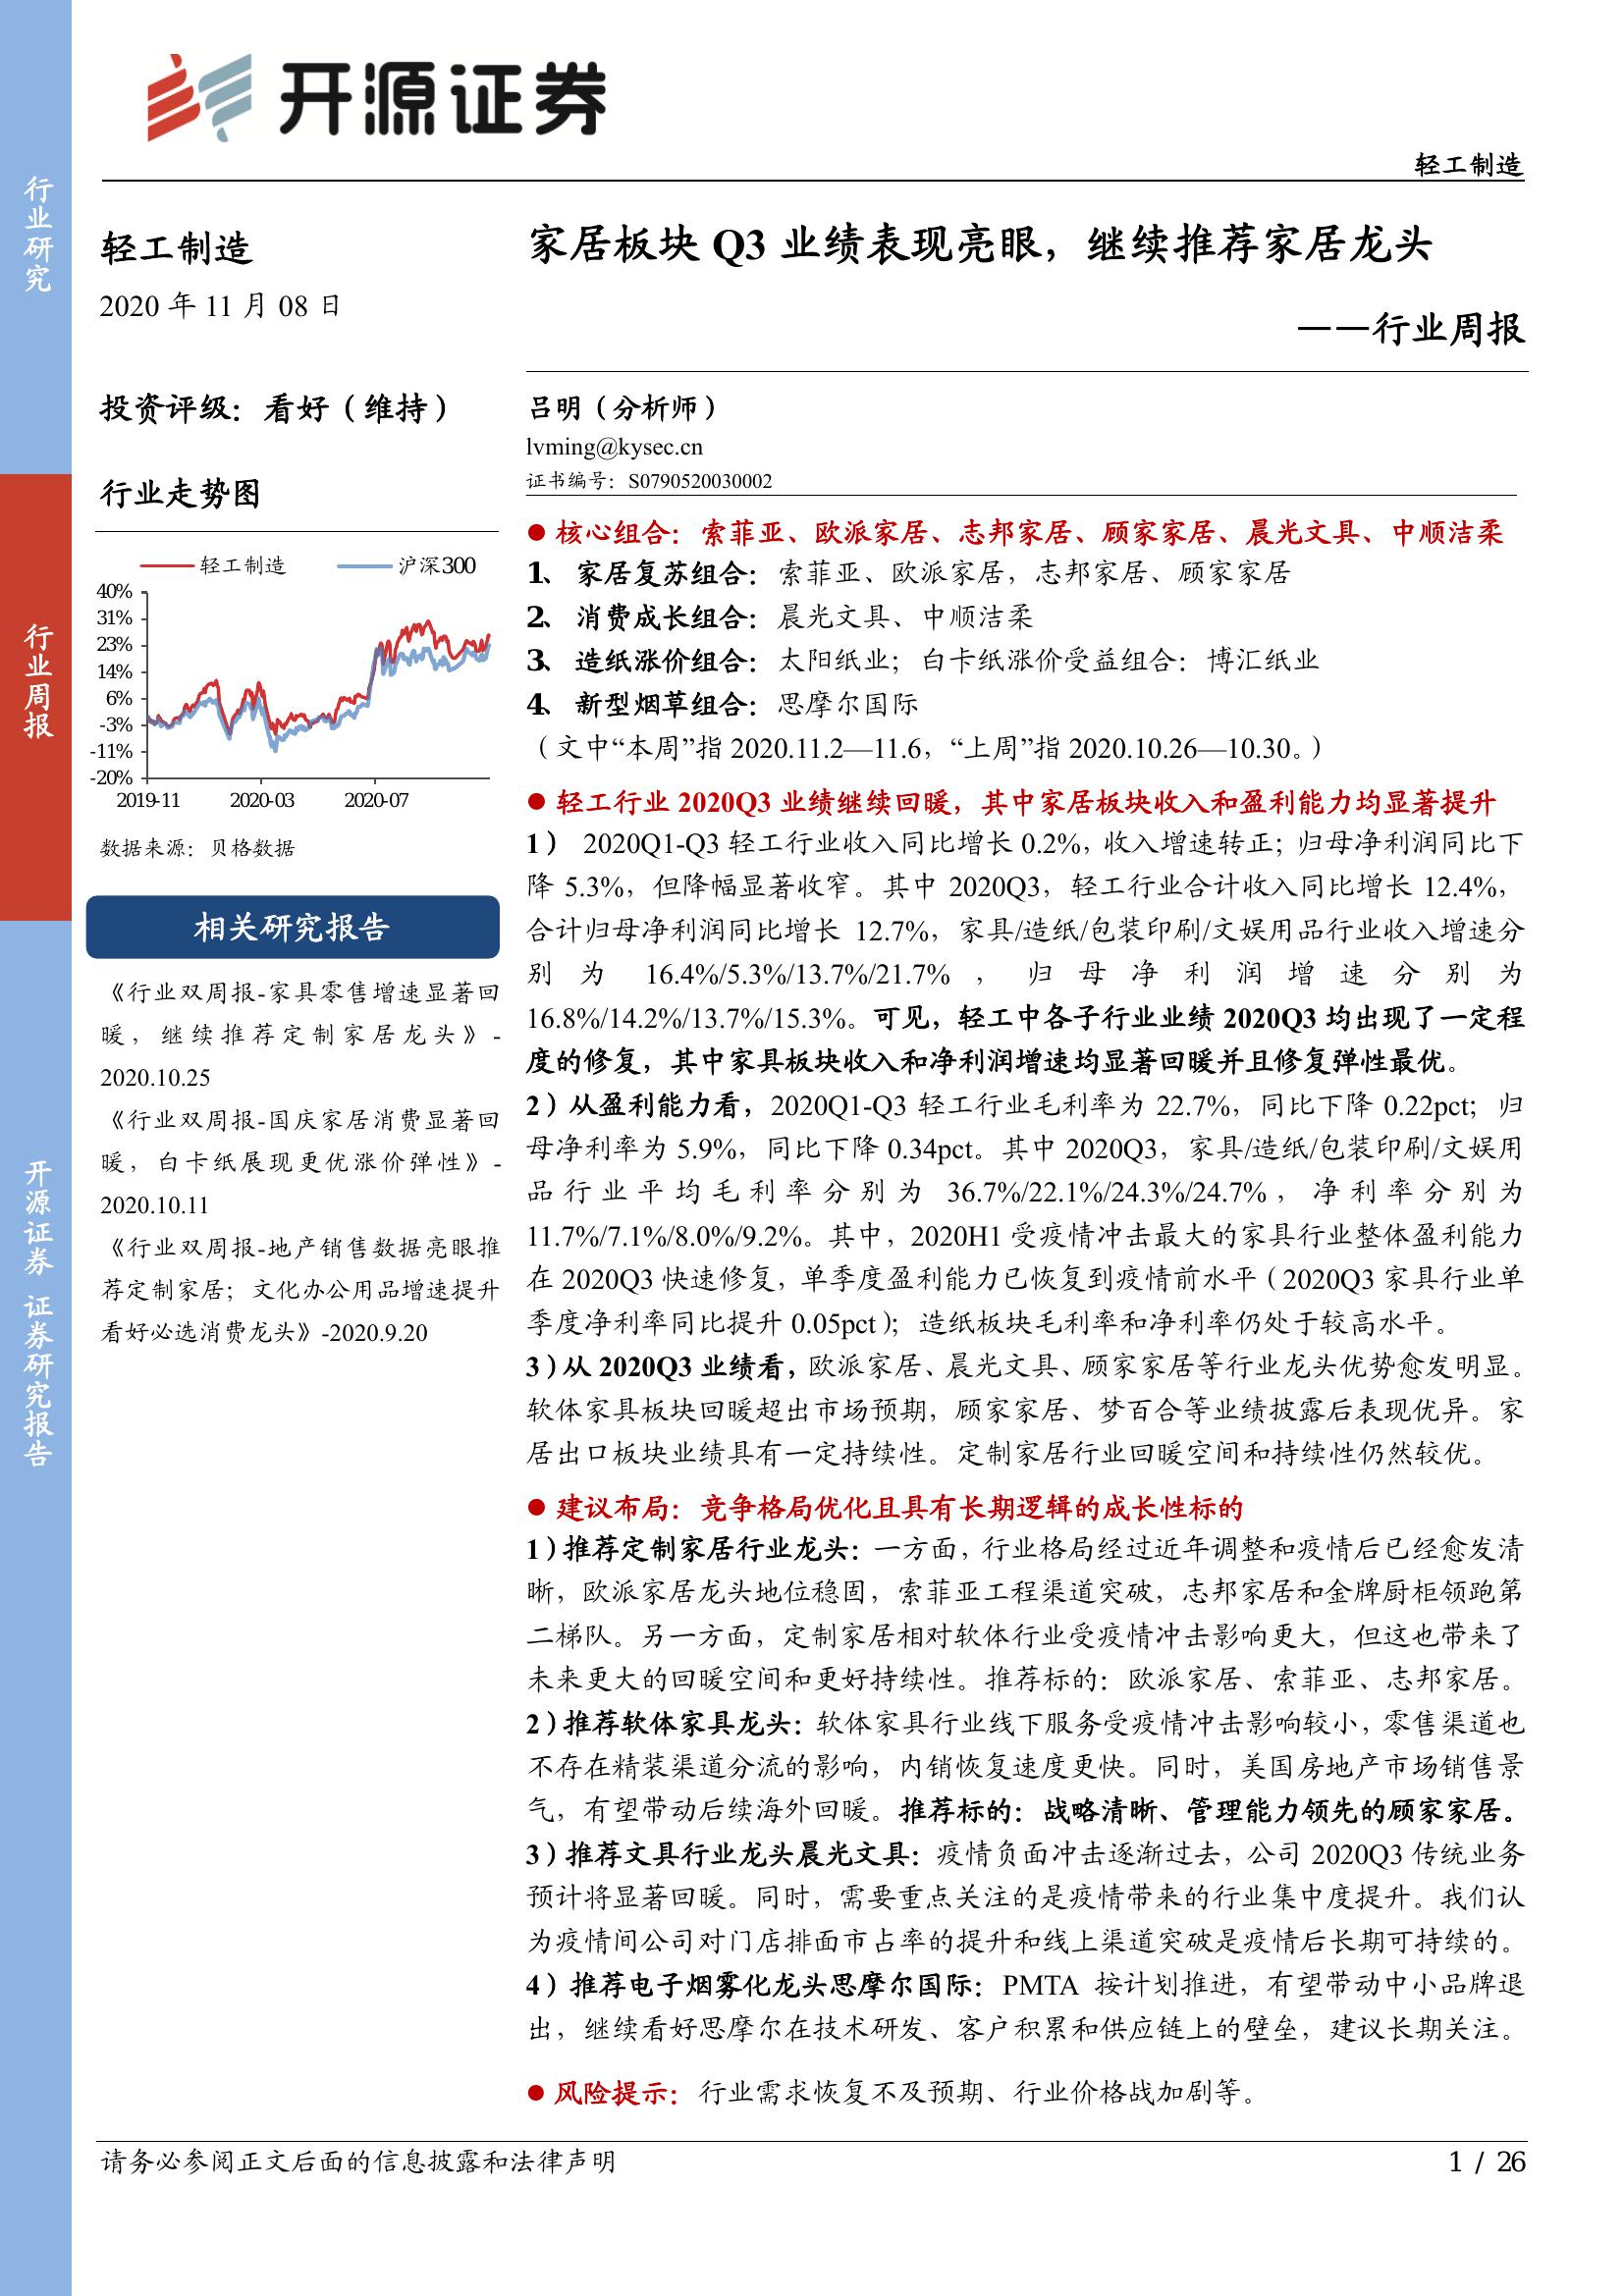 开源证券
轻工制造
行业研究
行业周报
开源证券 证券研究报告
轻工制造
2020 年 11 月 08 日
投资评级：看好（维持）
行业走势图
轻工制造 沪深300
40%
31%
23%
14%
6%
-3%
-11%
-20%
2019-11 2020-03 2020-07
数据来源：贝格数据
相关研究报告
《行业双周报-家具零售增速显著回
暖，继续推荐定制家居龙头》-
2020.10.25
《行业双周报-国庆家居消费显著回
暖，白卡纸展现更优涨价弹性》-
2020.10.11
《行业双周报-地产销售数据亮眼推
荐定制家居；文化办公用品增速提升
看好必选消费龙头》-2020.9.20
家居板块 Q3 业绩表现亮眼，继续推荐家居龙头
——行业周报
吕明（分析师）
lvming@kysec.cn
证书编号：S0790520030002
● 核心组合：索菲亚、欧派家居、志邦家居、顾家家居、晨光文具、中顺洁柔
1、 家居复苏组合：索菲亚、欧派家居，志邦家居、顾家家居
2、 消费成长组合：晨光文具、中顺洁柔
3、 造纸涨价组合：太阳纸业；白卡纸涨价受益组合：博汇纸业
4、 新型烟草组合：思摩尔国际
（文中“本周”指 2020.11.2—11.6，“上周”指 2020.10.26—10.30。）
● 轻工行业 2020Q3 业绩继续回暖，其中家居板块收入和盈利能力均显著提升
1） 2020Q1-Q3 轻工行业收入同比增长 0.2%，收入增速转正；归母净利润同比下
降 5.3%，但降幅显著收窄。其中 2020Q3，轻工行业合计收入同比增长 12.4%，
合计归母净利润同比增长 12.7%，家具/造纸/包装印刷/文娱用品行业收入增速分
别为 16.4%/5.3%/13.7%/21.7%，归母净利润增速分别为
16.8%/14.2%/13.7%/15.3%。可见，轻工中各子行业业绩 2020Q3 均出现了一定程
度的修复，其中家具板块收入和净利润增速均显著回暖并且修复弹性最优。
2）从盈利能力看，2020Q1-Q3 轻工行业毛利率为 22.7%，同比下降 0.22pct；归
母净利率为 5.9%，同比下降 0.34pct。其中 2020Q3，家具/造纸/包装印刷/文娱用
品行业平均毛利率分别为 36.7%/22.1%/24.3%/24.7%，净利率分别为
11.7%/7.1%/8.0%/9.2%。其中，2020H1 受疫情冲击最大的家具行业整体盈利能力
在 2020Q3 快速修复，单季度盈利能力已恢复到疫情前水平（2020Q3 家具行业单
季度净利率同比提升 0.05pct）；造纸板块毛利率和净利率仍处于较高水平。
3）从 2020Q3 业绩看，欧派家居、晨光文具、顾家家居等行业龙头优势愈发明显。
软体家具板块回暖超出市场预期，顾家家居、梦百合等业绩披露后表现优异。家
居出口板块业绩具有一定持续性。定制家居行业回暖空间和持续性仍然较优。
● 建议布局：竞争格局优化且具有长期逻辑的成长性标的
1）推荐定制家居行业龙头：一方面，行业格局经过近年调整和疫情后已经愈发清
晰，欧派家居龙头地位稳固，索菲亚工程渠道突破，志邦家居和金牌厨柜领跑第
二梯队。另一方面，定制家居相对软体行业受疫情冲击影响更大，但这也带来了
未来更大的回暖空间和更好持续性。推荐标的：欧派家居、索菲亚、志邦家居。
2）推荐软体家具龙头：软体家具行业线下服务受疫情冲击影响较小，零售渠道也
不存在精装渠道分流的影响，内销恢复速度更快。同时，美国房地产市场销售景
气，有望带动后续海外回暖。推荐标的：战略清晰、管理能力领先的顾家家居。
3）推荐文具行业龙头晨光文具：疫情负面冲击逐渐过去，公司 2020Q3 传统业务
预计将显著回暖。同时，需要重点关注的是疫情带来的行业集中度提升。我们认
为疫情间公司对门店排面市占率的提升和线上渠道突破是疫情后长期可持续的。
4）推荐电子烟雾化龙头思摩尔国际：PMTA 按计划推进，有望带动中小品牌退
出，继续看好思摩尔在技术研发、客户积累和供应链上的壁垒，建议长期关注。
● 风险提示：行业需求恢复不及预期、行业价格战加剧等。
请务必参阅正文后面的信息披露和法律声明 1 / 26